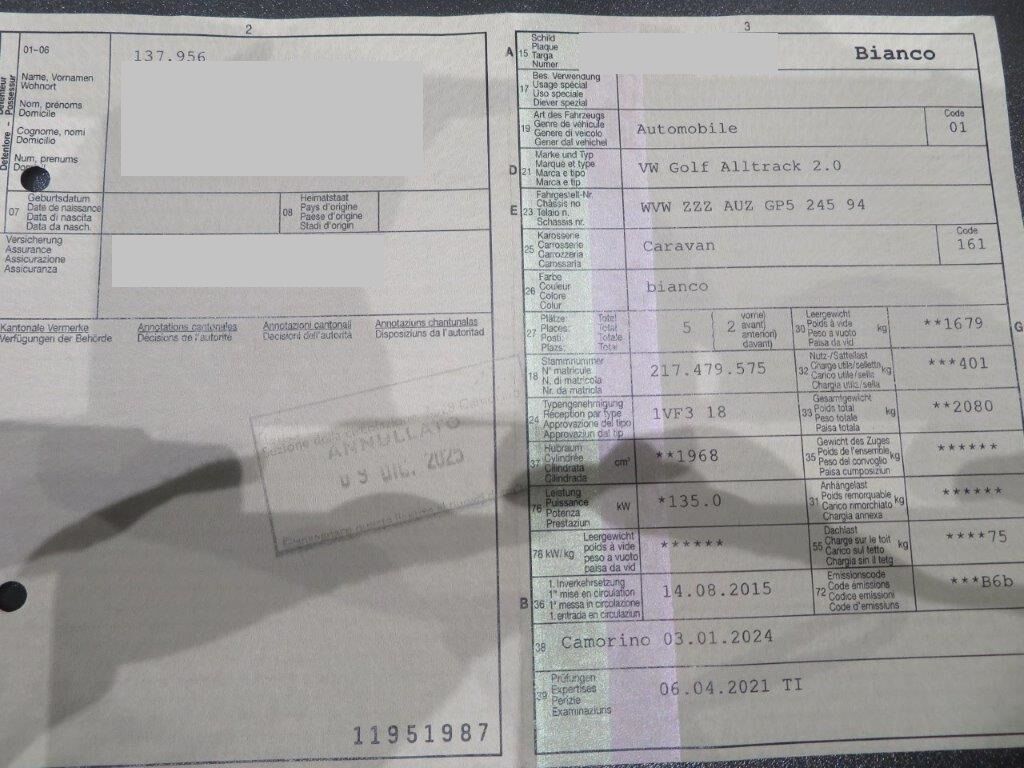 2
01-06
137.956
Detentore - Possessur
Name, Vornamen
Wohnort
Nom, prénoms
Domicile
Cognome, nomi
Domicilio
Num, prenums
07
Geburtsdatum
Date de naissance
Data di nascita
Data da nasch.
08
Heimatstaat
Pays d'origine
Paese d'origine
Stadi d'origin
Versicherung
Assurance
Assicurazione
Assicuranza
Kantonale Vermerke
Verfügungen der Behörde
Annotations cantonales
Décisions de l'autorité
Annotazioni cantonali
Decisioni dell'autorità
Annotaziuns chantunalas
Disposiziuns da l'autoritad
ANNULLATO
09 DIC. 2025
11951987
3
A
15
Schild
Plaque
Targa
Numer
Bianco
17
Bes. Verwendung
Usage spécial
Uso speciale
Diever spezial
19
Art des Fahrzeugs
Genre de véhicule
Genere di veicolo
Gener dal vehichel
Automobile
Code
01
D
21
Marke und Typ
Marque et type
Marca e tipo
Marca e tip
VW Golf Alltrack 2.0
E
23
Fahrgestell-Nr.
Châssis no
Telaio n.
Schassis nr.
WVW ZZZ AUZ GP5 245 94
25
Karosserie
Carrosserie
Carrozzeria
Carossaria
Caravan
Code
161
26
Farbe
Couleur
Colore
Colur
bianco
27
Plätze: Total
Places: Total
Posti: Totale
Plazs: Total
5
2
vorne)
avant)
anteriori)
davant)
30
Leergewicht
Poids à vide
Peso a vuoto
Paisa da vid
kg
**1679
G
18
Stammnummer
N° matricule
N. di matricola
Nr. da matricla
217.479.575
32
Nutz-/Sattellast
Charge utile/sellette
Carico utile/sella
Chargia utila/sella
kg
***401
24
Typengenehmigung
Réception par type
Approvazione del tipo
Approvaziun dal tip
1VF3 18
33
Gesamtgewicht
Poids total
Peso totale
Paisa totala
kg
**2080
37
Hubraum
Cylindrée
Cilindrata
Cilindrada
cm³
**1968
35
Gewicht des Zuges
Poids de l'ensemble
Peso del convoglio
Paisa cumposiziun
kg
******
76
Leistung
Puissance
Potenza
Prestaziun
kW
*135.0
31
Anhängelast
Poids remorquable
Carico rimorchiato
Chargia annexa
kg
******
78 kW/kg
Leergewicht
poids à vide
peso a vuoto
paisa da vid
******
55
Dachlast
Charge sur le toit
Carico sul tetto
Chargia sin il tetg
kg
****75
B
36
1. Inverkehrsetzung
1re mise en circulation
1a messa in circolazione
1. entrada en circulaziun
14.08.2015
72
Emissionscode
Code émissions
Codice emissioni
Code d'emissiuns
***B6b
38
Camorino 03.01.2024
39
Prüfungen
Expertises
Perizie
Examinaziuns
06.04.2021 TI